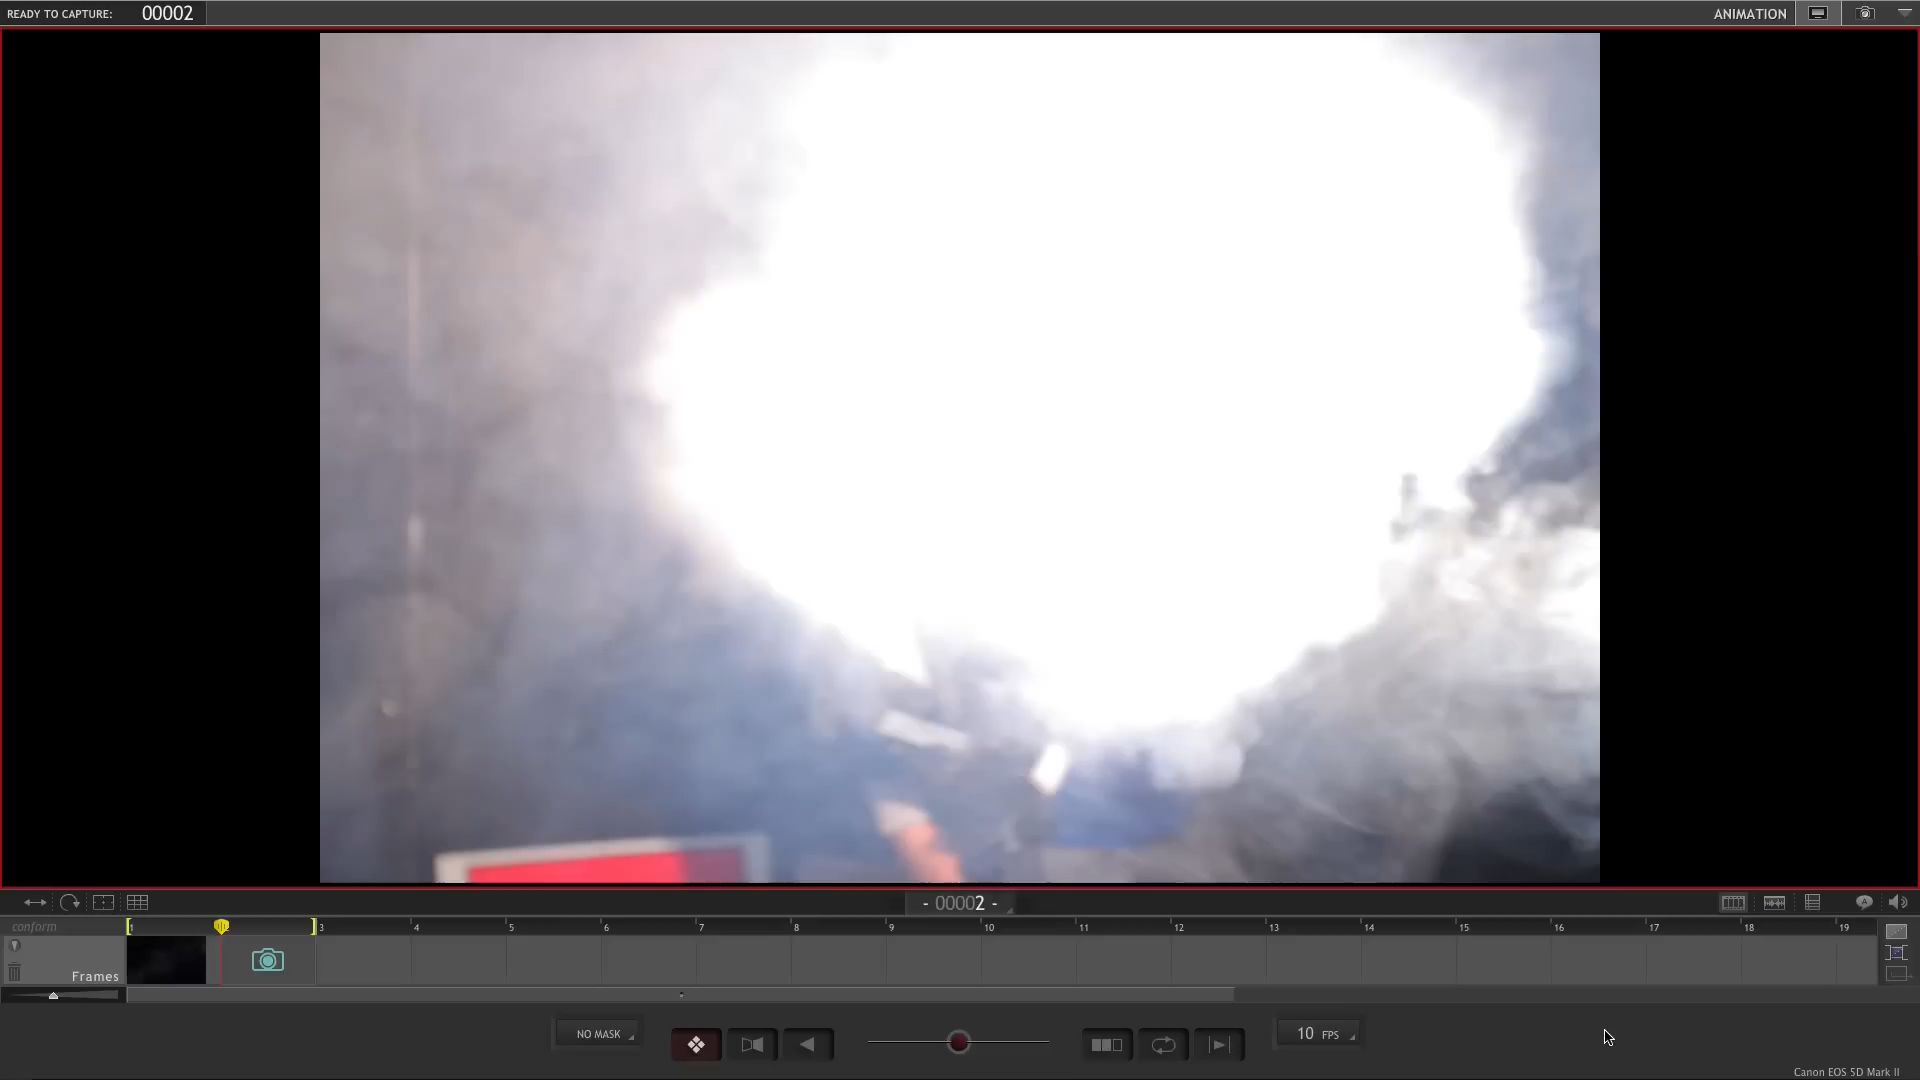 READY TO CAPTURE: 00002
ANIMATION
- 00002 -
conform
1 3 4 5 6 7 8 9 10 11 12 13 14 15 16 17 18 19
Frames
NO MASK
10 FPS
Canon EOS 5D Mark II